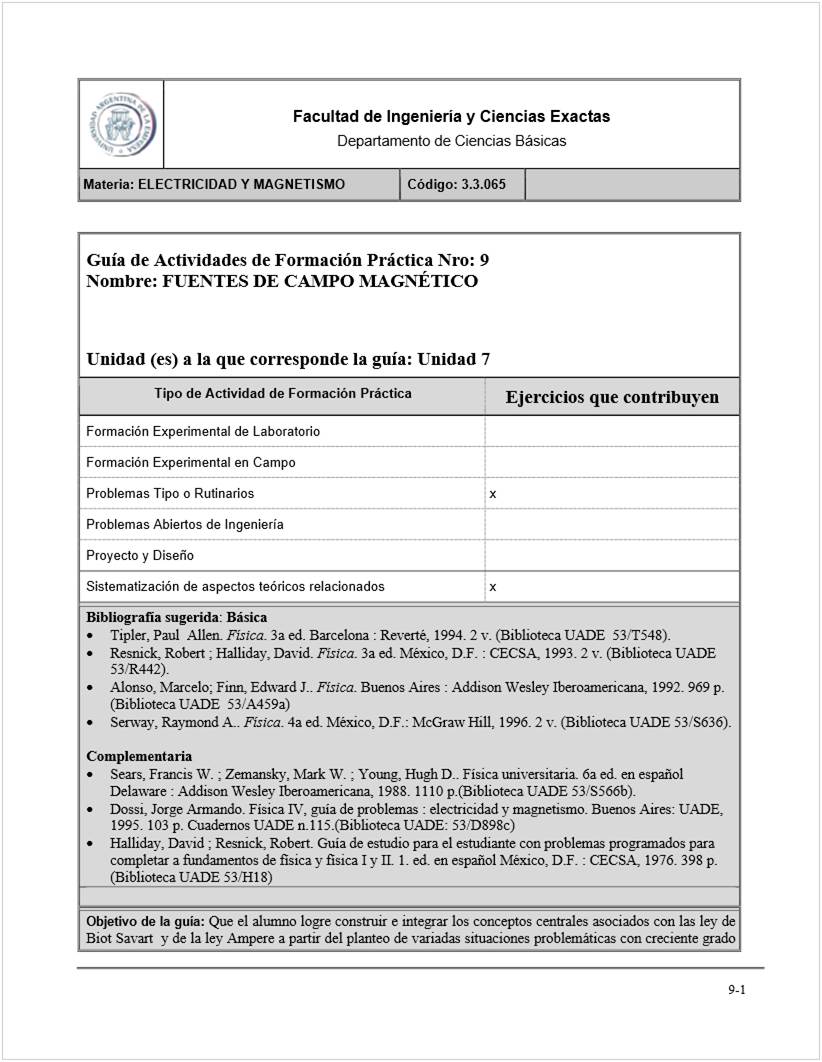 UNIVERSIDAD ARGENTINA DE LA EMPRESA
Facultad de Ingeniería y Ciencias Exactas
Departamento de Ciencias Básicas
Materia: ELECTRICIDAD Y MAGNETISMO
Código: 3.3.065
Guía de Actividades de Formación Práctica Nro: 9
Nombre: FUENTES DE CAMPO MAGNÉTICO
Unidad (es) a la que corresponde la guía: Unidad 7
Tipo de Actividad de Formación Práctica
Ejercicios que contribuyen
Formación Experimental de Laboratorio
Formación Experimental en Campo
Problemas Tipo o Rutinarios
x
Problemas Abiertos de Ingeniería
Proyecto y Diseño
Sistematización de aspectos teóricos relacionados
x
Bibliografía sugerida: Básica
• Tipler, Paul Allen. Física. 3a ed. Barcelona : Reverté, 1994. 2 v. (Biblioteca UADE 53/T548).
• Resnick, Robert ; Halliday, David. Física. 3a ed. México, D.F. : CECSA, 1993. 2 v. (Biblioteca UADE
53/R442).
• Alonso, Marcelo; Finn, Edward J.. Física. Buenos Aires : Addison Wesley Iberoamericana, 1992. 969 p.
(Biblioteca UADE 53/A459a)
• Serway, Raymond A.. Física. 4a ed. México, D.F.: McGraw Hill, 1996. 2 v. (Biblioteca UADE 53/S636).
Complementaria
• Sears, Francis W. ; Zemansky, Mark W. ; Young, Hugh D.. Física universitaria. 6a ed. en español
Delaware : Addison Wesley Iberoamericana, 1988. 1110 p.(Biblioteca UADE 53/S566b).
• Dossi, Jorge Armando. Física IV, guía de problemas : electricidad y magnetismo. Buenos Aires: UADE,
1995. 103 p. Cuadernos UADE n.115.(Biblioteca UADE: 53/D898c)
• Halliday, David ; Resnick, Robert. Guía de estudio para el estudiante con problemas programados para
completar a fundamentos de física y física I y II. 1. ed. en español México, D.F. : CECSA, 1976. 398 p.
(Biblioteca UADE 53/H18)
Objetivo de la guía: Que el alumno logre construir e integrar los conceptos centrales asociados con las ley de
Biot Savart y de la ley Ampere a partir del planteo de variadas situaciones problemáticas con creciente grado
9-1